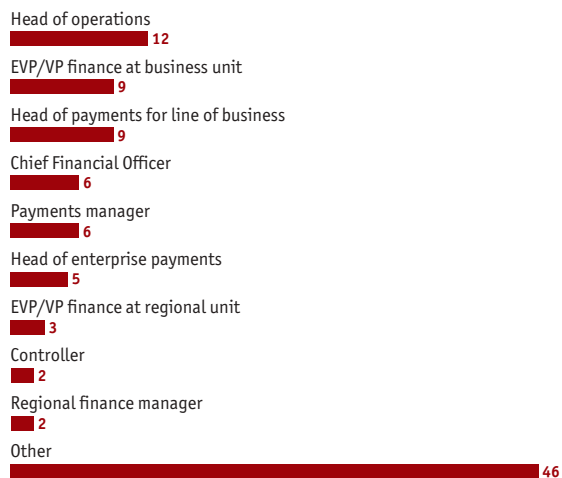 Head of operations
12
EVP/VP finance at business unit
9
Head of payments for line of business
9
Chief Financial Officer
6
Payments manager
6
Head of enterprise payments
5
EVP/VP finance at regional unit
3
Controller
2
Regional finance manager
2
Other
46